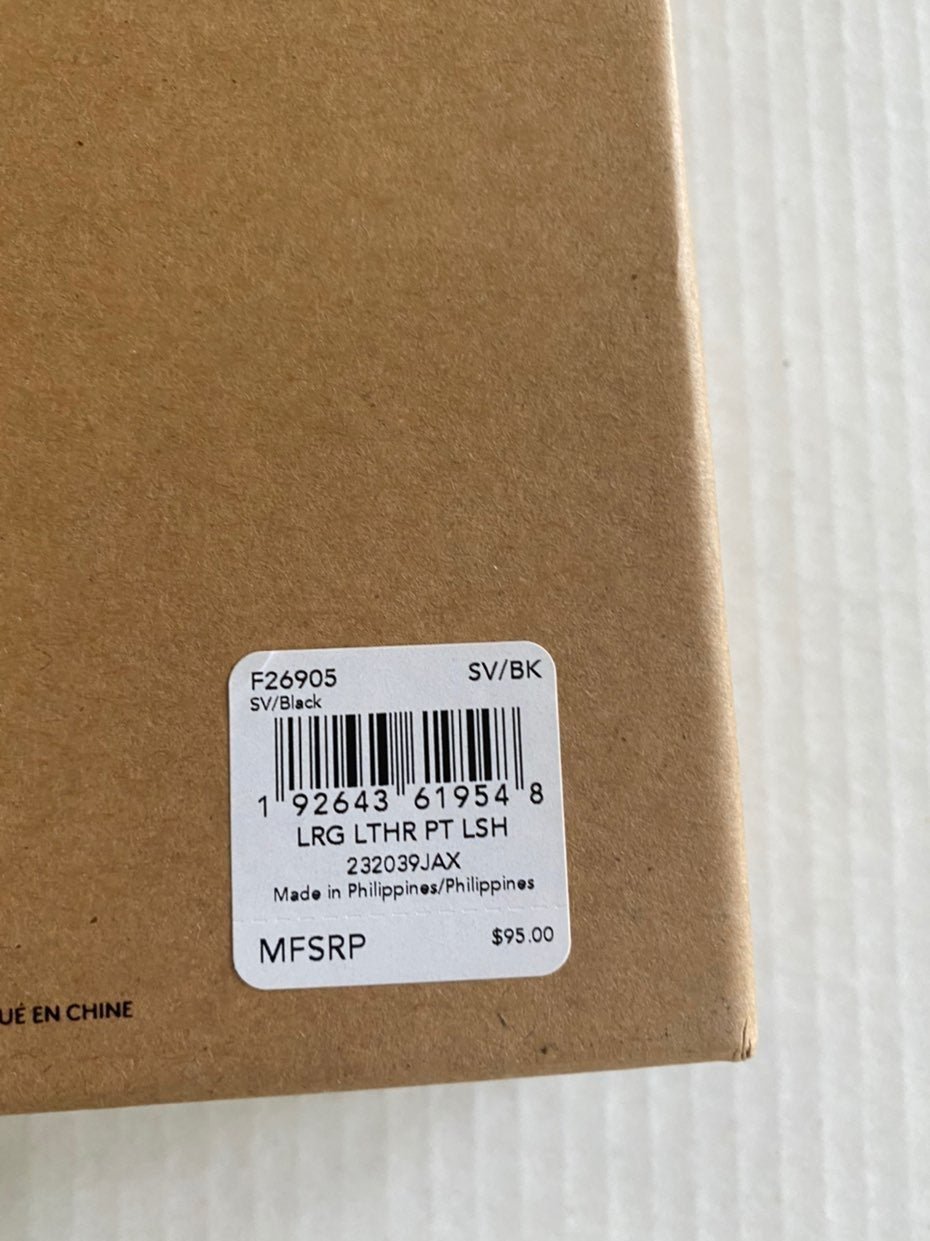 F26905 SV/BK
SV/Black
1 92643 61954 8
LRG LTHR PT LSH
232039JAX
Made in Philippines/Philippines
MFSRP $95.00
UÉ EN CHINE